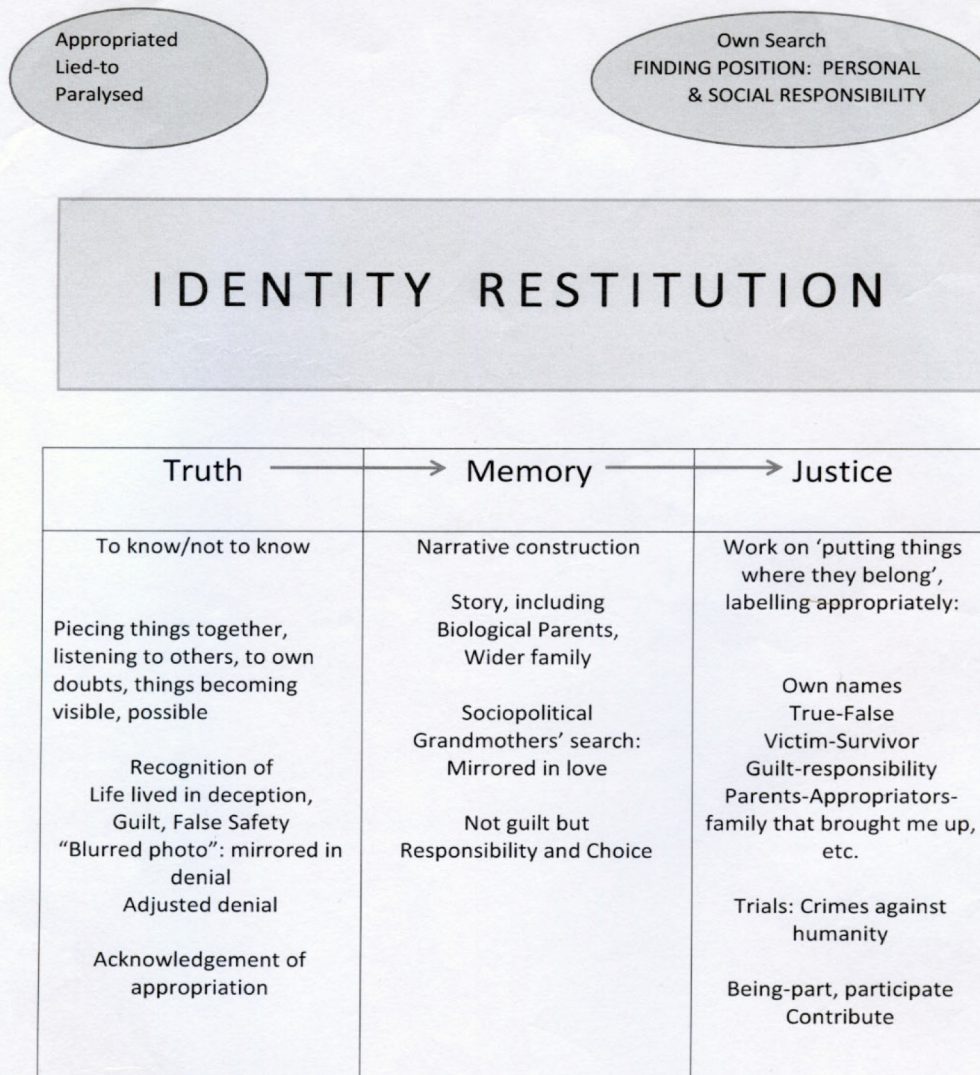 Appropriated
Lied-to
Paralysed
Own Search
FINDING POSITION: PERSONAL
& SOCIAL RESPONSIBILITY
IDENTITY RESTITUTION
Truth
To know/not to know
Piecing things together,
listening to others, to own
doubts, things becoming
visible, possible
Recognition of
Life lived in deception,
Guilt, False Safety
“Blurred photo”: mirrored in
denial
Adjusted denial
Acknowledgement of
appropriation
Memory
Narrative construction
Story, including
Biological Parents,
Wider family
Sociopolitical
Grandmothers’ search:
Mirrored in love
Not guilt but
Responsibility and Choice
Justice
Work on ‘putting things
where they belong’,
labelling appropriately:
Own names
True-False
Victim-Survivor
Guilt-responsibility
Parents-Appropriators-
family that brought me up,
etc.
Trials: Crimes against
humanity
Being-part, participate
Contribute